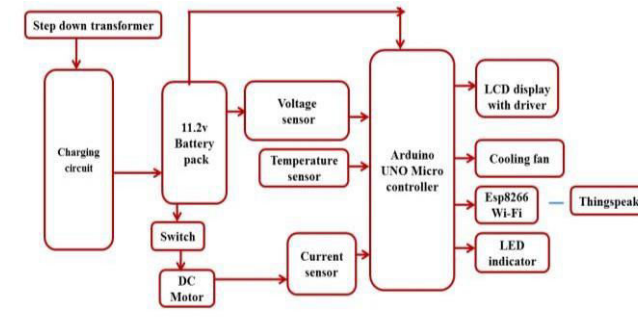 Step down transformer
Charging
circuit
11.2v
Battery
pack
Switch
DC
Motor
Voltage
sensor
Temperature
sensor
Current
sensor
Arduino
UNO Micro
controller
LCD display
with driver
Cooling fan
Esp8266
Wi-Fi
Thingspeak
LED
indicator